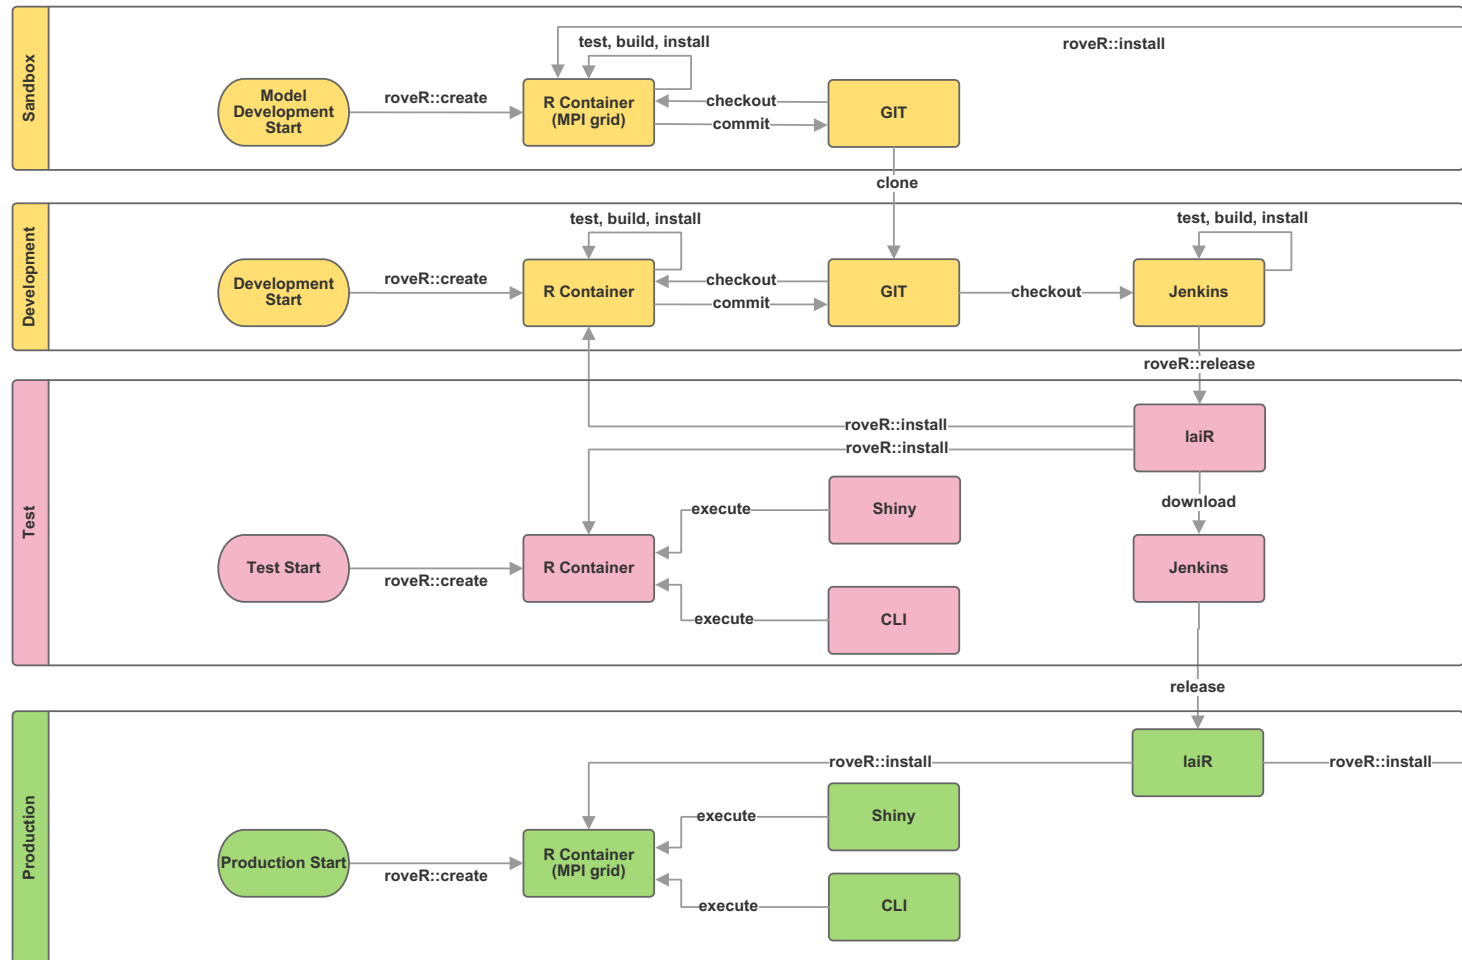 Sandbox
roveR::install
test, build, install
Model
Development
Start
roveR::create
R Container
(MPI grid)
checkout
commit
GIT
clone
Development
test, build, install
test, build, install
Development
Start
roveR::create
R Container
checkout
commit
GIT
checkout
Jenkins
roveR::release
Test
roveR::install
roveR::install
laiR
execute
Shiny
download
Test Start
roveR::create
R Container
Jenkins
execute
CLI
release
Production
roveR::install
laiR
roveR::install
execute
Shiny
Production Start
roveR::create
R Container
(MPI grid)
execute
CLI